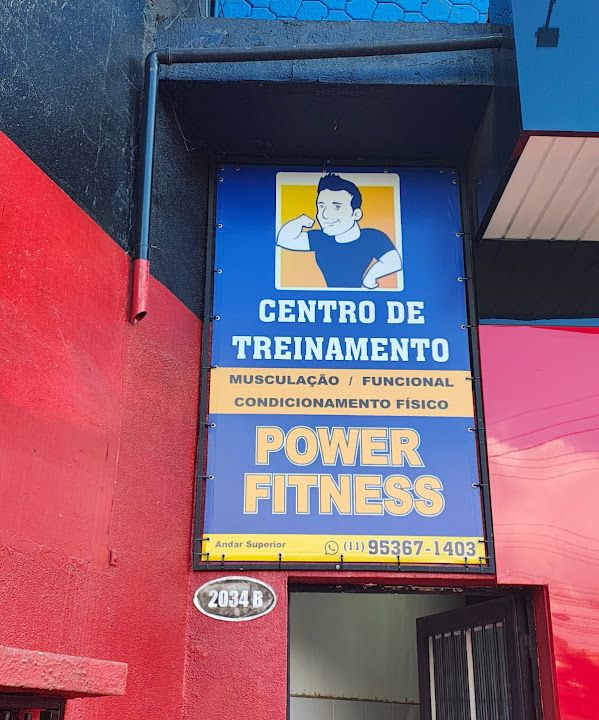 CENTRO DE
TREINAMENTO
MUSCULAÇÃO / FUNCIONAL
CONDICIONAMENTO FÍSICO
POWER
FITNESS
Andar Superior (11) 95367-1403
2034 B